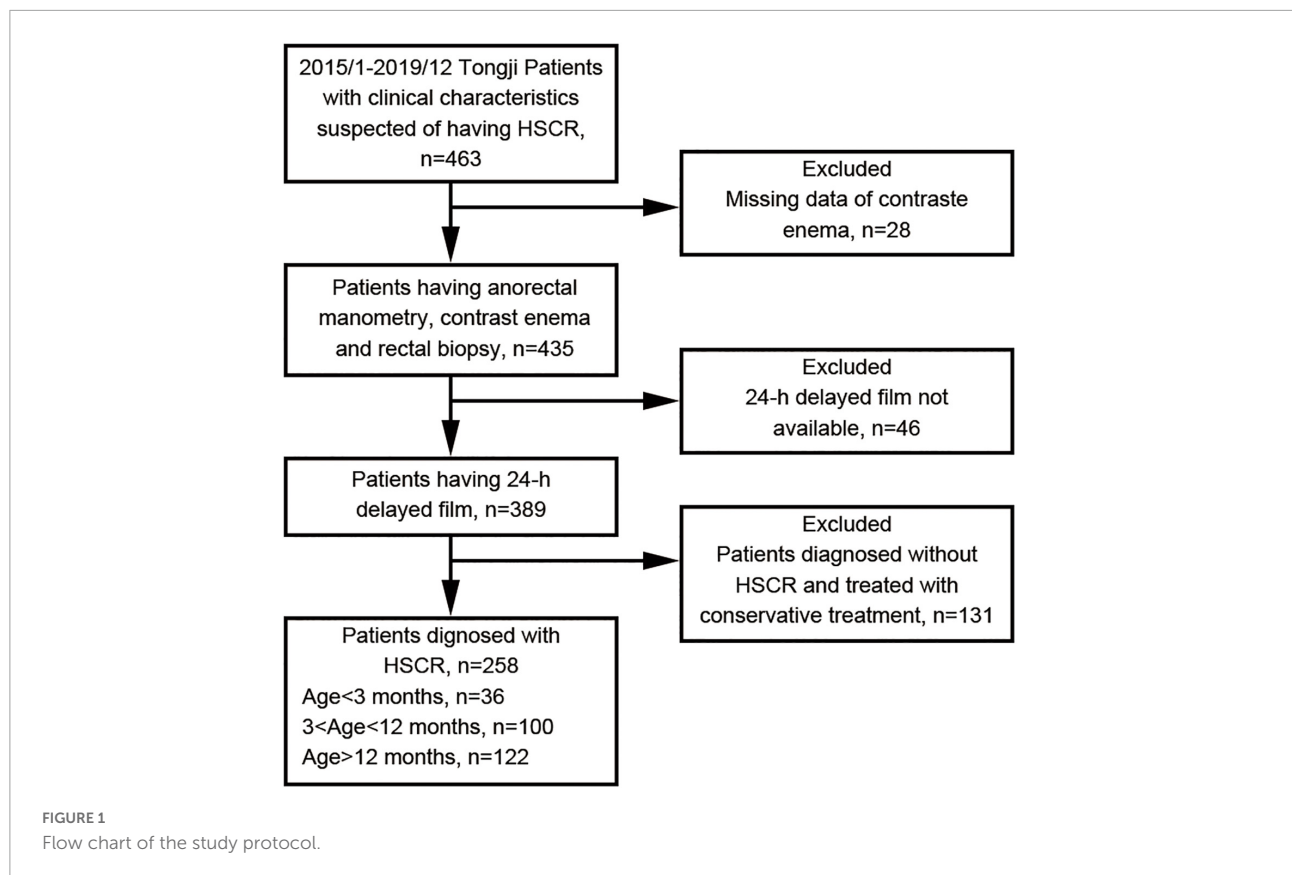 2015/1-2019/12 Tongji Patients
with clinical characteristics
suspected of having HSCR,
n=463
Excluded
Missing data of contraste
enema, n=28
Patients having anorectal
manometry, contrast enema
and rectal biopsy, n=435
Excluded
24-h delayed film not
available, n=46
Patients having 24-h
delayed film, n=389
Excluded
Patients diagnosed without
HSCR and treated with
conservative treatment, n=131
Patients dignosed with
HSCR, n=258
Age<3 months, n=36
3<Age<12 months, n=100
Age>12 months, n=122
FIGURE 1
Flow chart of the study protocol.